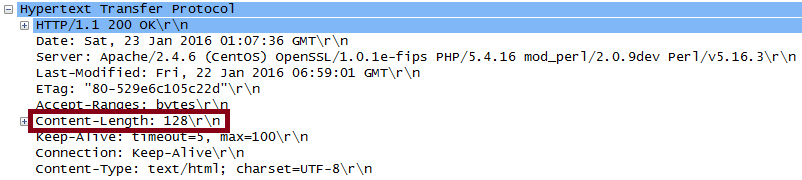 Hypertext Transfer Protocol
HTTP/1.1 200 OK\r\n
Date: Sat, 23 Jan 2016 01:07:36 GMT\r\n
Server: Apache/2.4.6 (CentOS) OpenSSL/1.0.1e-fips PHP/5.4.16 mod_perl/2.0.9dev Perl/v5.16.3\r\n
Last-Modified: Fri, 22 Jan 2016 06:59:01 GMT\r\n
ETag: "80-529e6c105c22d"\r\n
Accept-Ranges: bytes\r\n
Content-Length: 128\r\n
Keep-Alive: timeout=5, max=100\r\n
Connection: Keep-Alive\r\n
Content-Type: text/html; charset=UTF-8\r\n